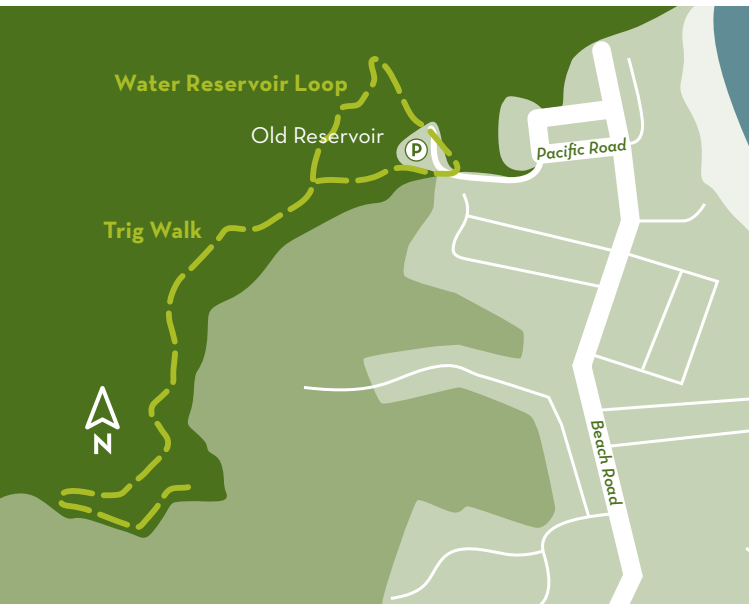 Water Reservoir Loop
Old Reservoir
P
Pacific Road
Trig Walk
N
Beach Road